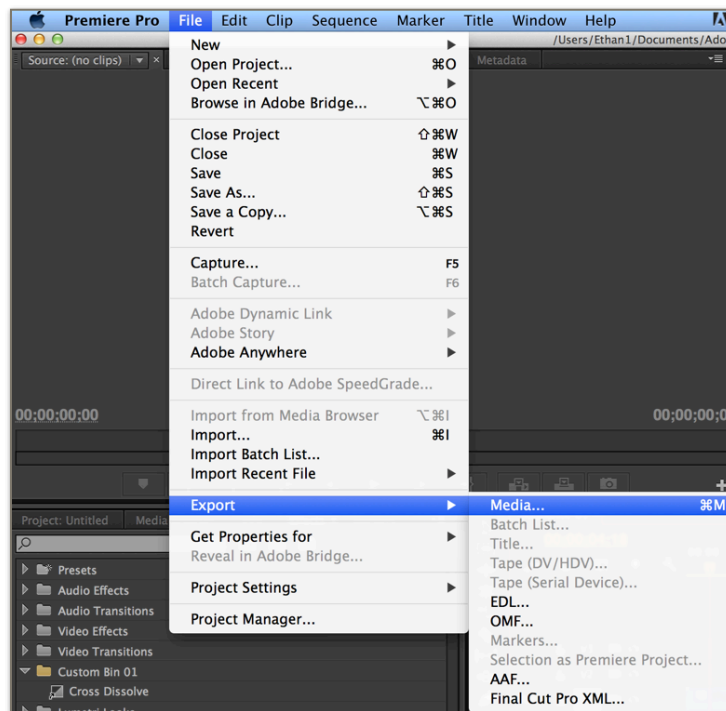 Premiere Pro File Edit Clip Sequence Marker Title Window Help
/Users/Ethan1/Documents/Ado
Source: (no clips) Metadata
New
Open Project... ⌘O
Open Recent
Browse in Adobe Bridge... ⌥⌘O
Close Project ⇧⌘W
Close ⌘W
Save ⌘S
Save As... ⇧⌘S
Save a Copy... ⌥⌘S
Revert
Capture... F5
Batch Capture... F6
Adobe Dynamic Link
Adobe Story
Adobe Anywhere
Direct Link to Adobe SpeedGrade...
00;00;00;00 00;00;00;0
Import from Media Browser ⌥⌘I
Import... ⌘I
Import Batch List...
Import Recent File
Export
Get Properties for
Reveal in Adobe Bridge...
Project Settings
Project Manager...
Media... ⌘M
Batch List...
Title...
Tape (DV/HDV)...
Tape (Serial Device)...
EDL...
OMF...
Markers...
Selection as Premiere Project...
AAF...
Final Cut Pro XML...
Project: Untitled Media
Presets
Audio Effects
Audio Transitions
Video Effects
Video Transitions
Custom Bin 01
Cross Dissolve